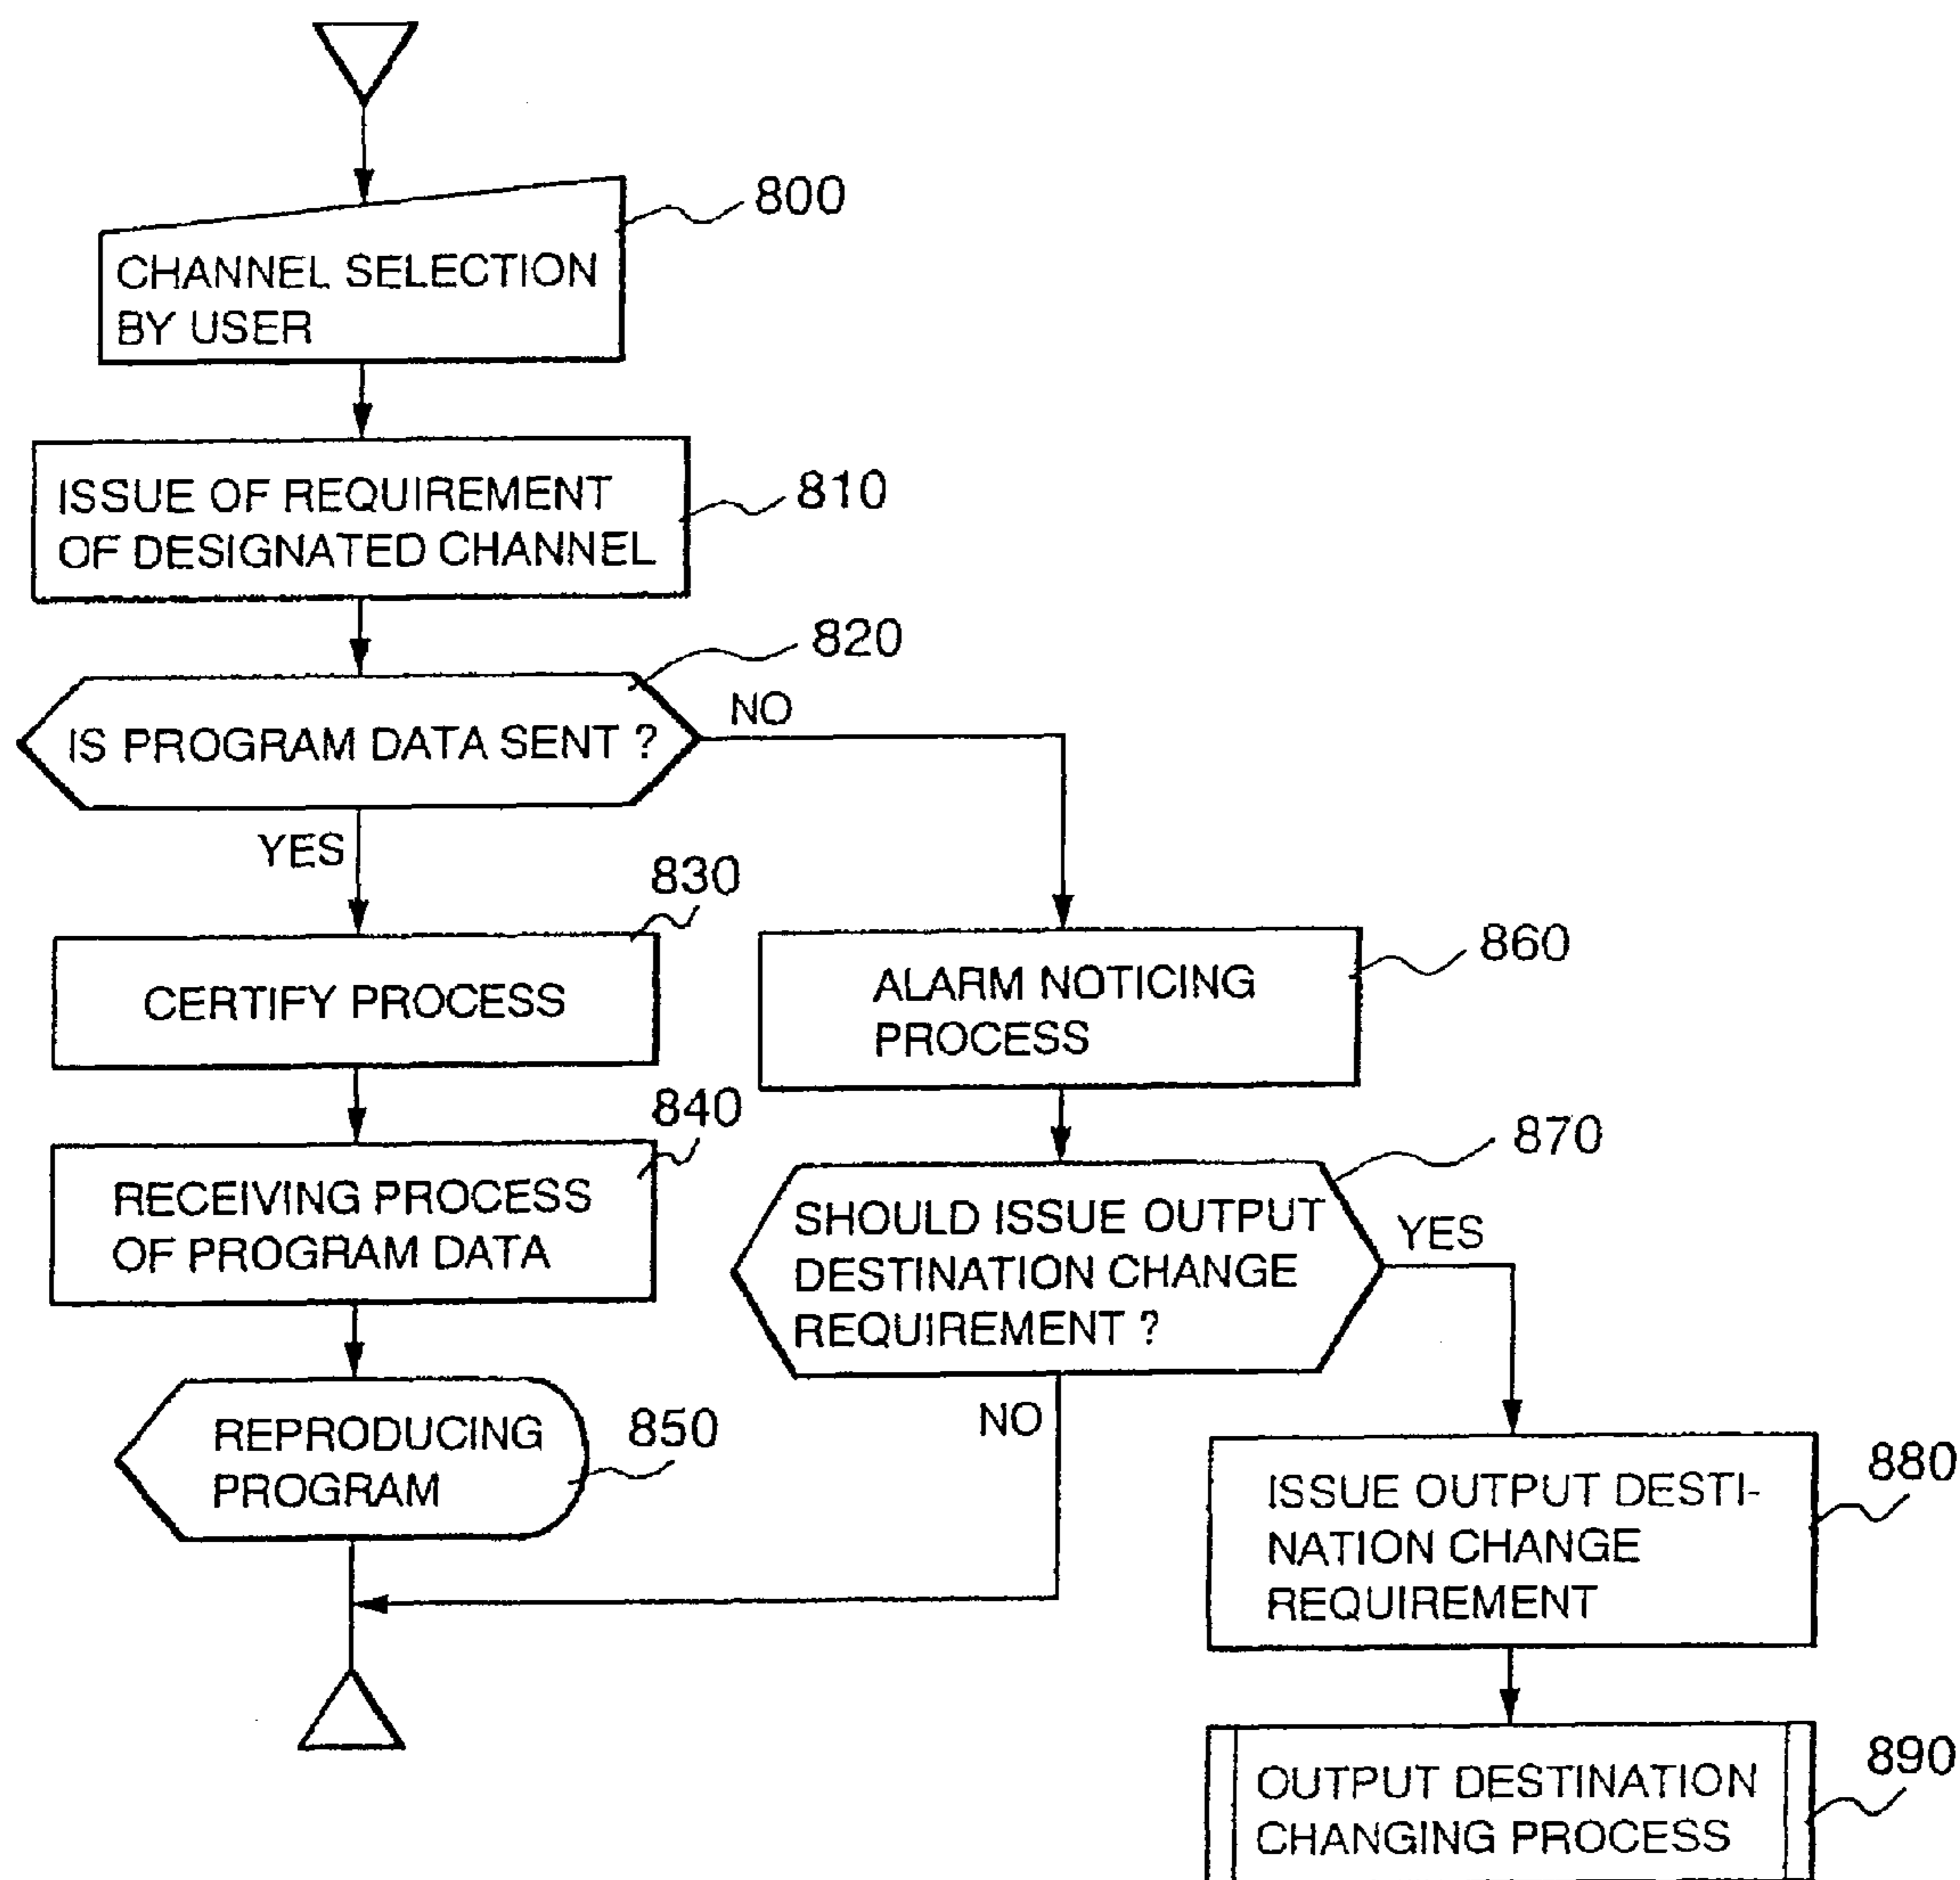 800
CHANNEL SELECTION
BY USER
810
ISSUE OF REQUIREMENT
OF DESIGNATED CHANNEL
820
IS PROGRAM DATA SENT ?
NO
YES
830
CERTIFY PROCESS
860
ALARM NOTICING
PROCESS
840
RECEIVING PROCESS
OF PROGRAM DATA
870
SHOULD ISSUE OUTPUT
DESTINATION CHANGE
REQUIREMENT ?
YES
NO
850
REPRODUCING
PROGRAM
880
ISSUE OUTPUT DESTI-
NATION CHANGE
REQUIREMENT
890
OUTPUT DESTINATION
CHANGING PROCESS